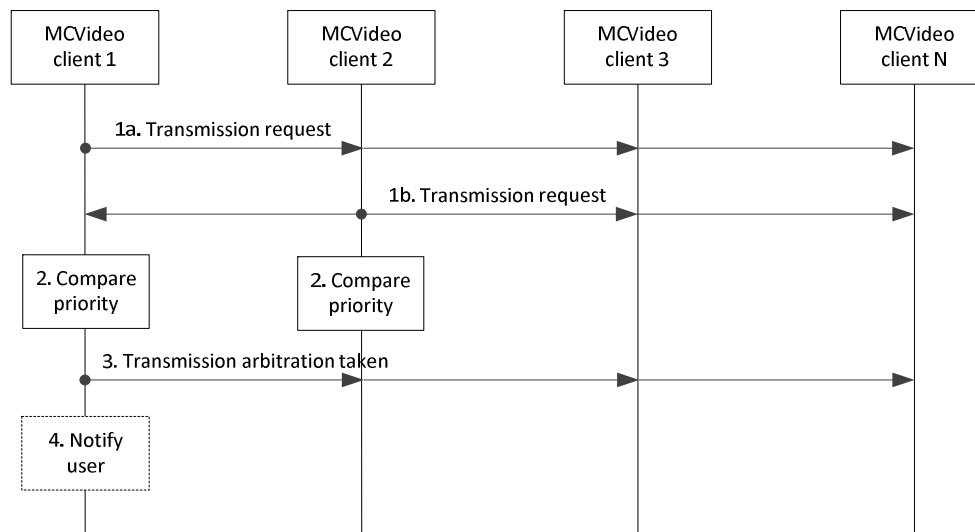 MCVideo
client 1
MCVideo
client 2
MCVideo
client 3
MCVideo
client N
1a. Transmission request
1b. Transmission request
2. Compare
priority
2. Compare
priority
3. Transmission arbitration taken
4. Notify
user